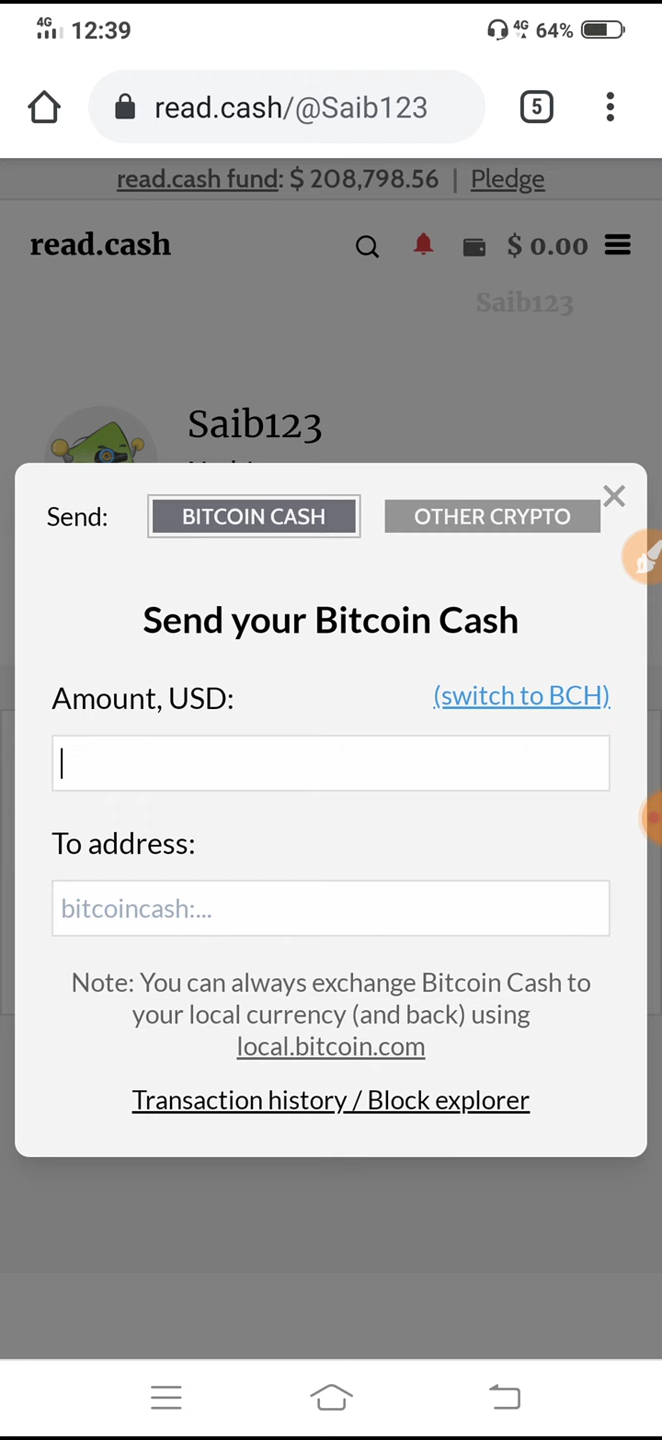 4G 12:39 4G 64%
read.cash/@Saib123 5
read.cash fund: $ 208,798.56 | Pledge
read.cash $ 0.00
Saib123
Saib123
Send: BITCOIN CASH OTHER CRYPTO
Send your Bitcoin Cash
Amount, USD: (switch to BCH)
To address:
bitcoincash:...
Note: You can always exchange Bitcoin Cash to
your local currency (and back) using
local.bitcoin.com
Transaction history / Block explorer